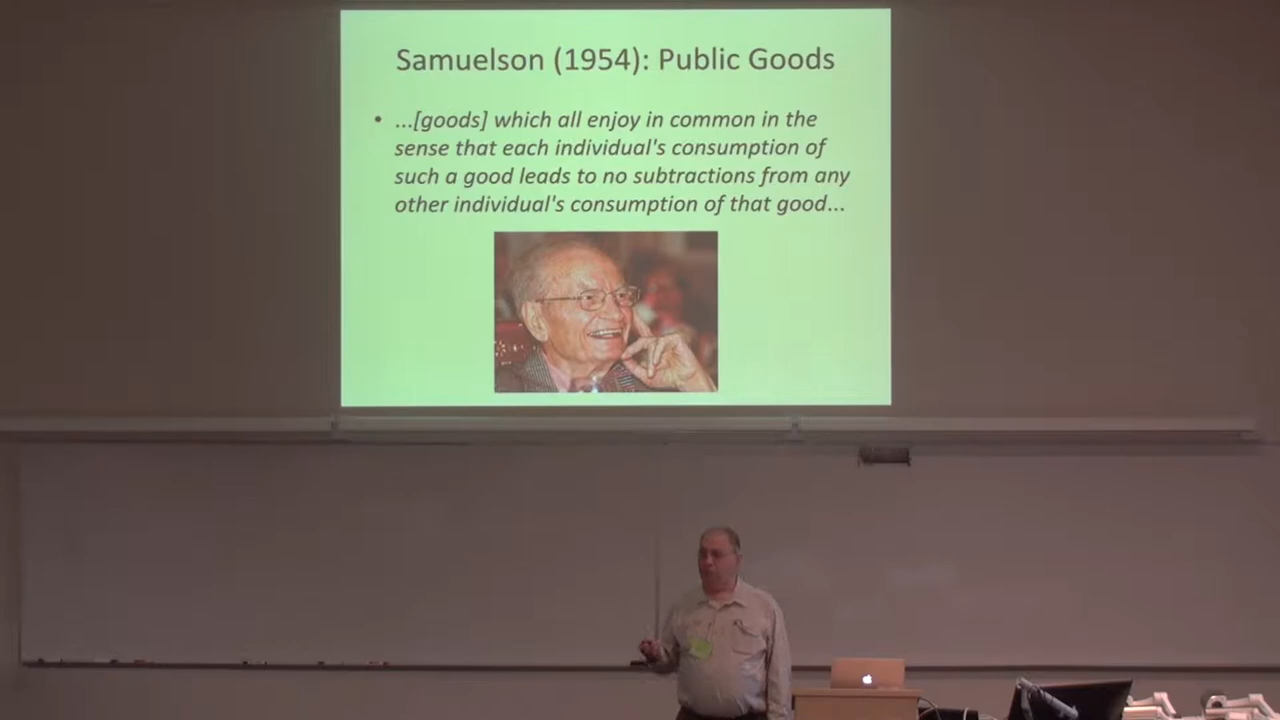 Samuelson (1954): Public Goods
• ...[goods] which all enjoy in common in the
sense that each individual's consumption of
such a good leads to no subtractions from any
other individual's consumption of that good...